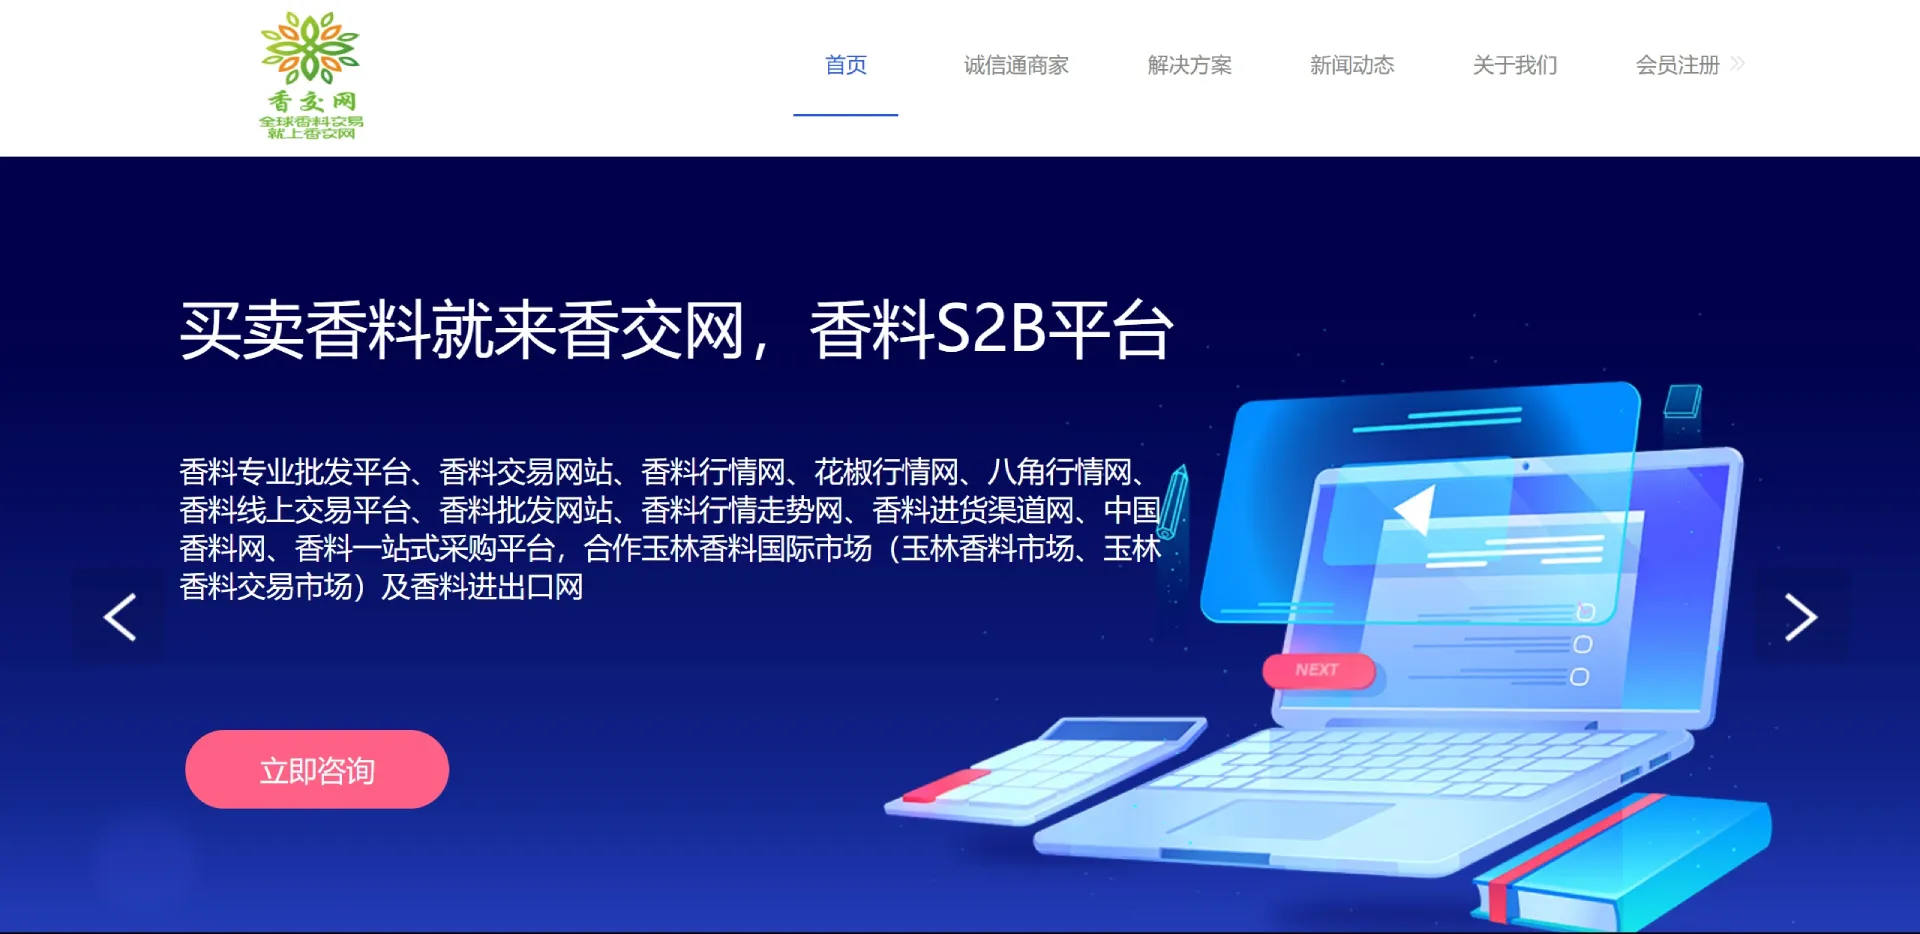 香交网
全球香料交易
就上香交网
首页
诚信通商家
解决方案
新闻动态
关于我们
会员注册
买卖香料就来香交网，香料S2B平台
香料专业批发平台、香料交易网站、香料行情网、花椒行情网、八角行情网、
香料线上交易平台、香料批发网站、香料行情走势网、香料进货渠道网、中国
香料网、香料一站式采购平台，合作玉林香料国际市场（玉林香料市场、玉林
香料交易市场）及香料进出口网
NEXT
立即咨询